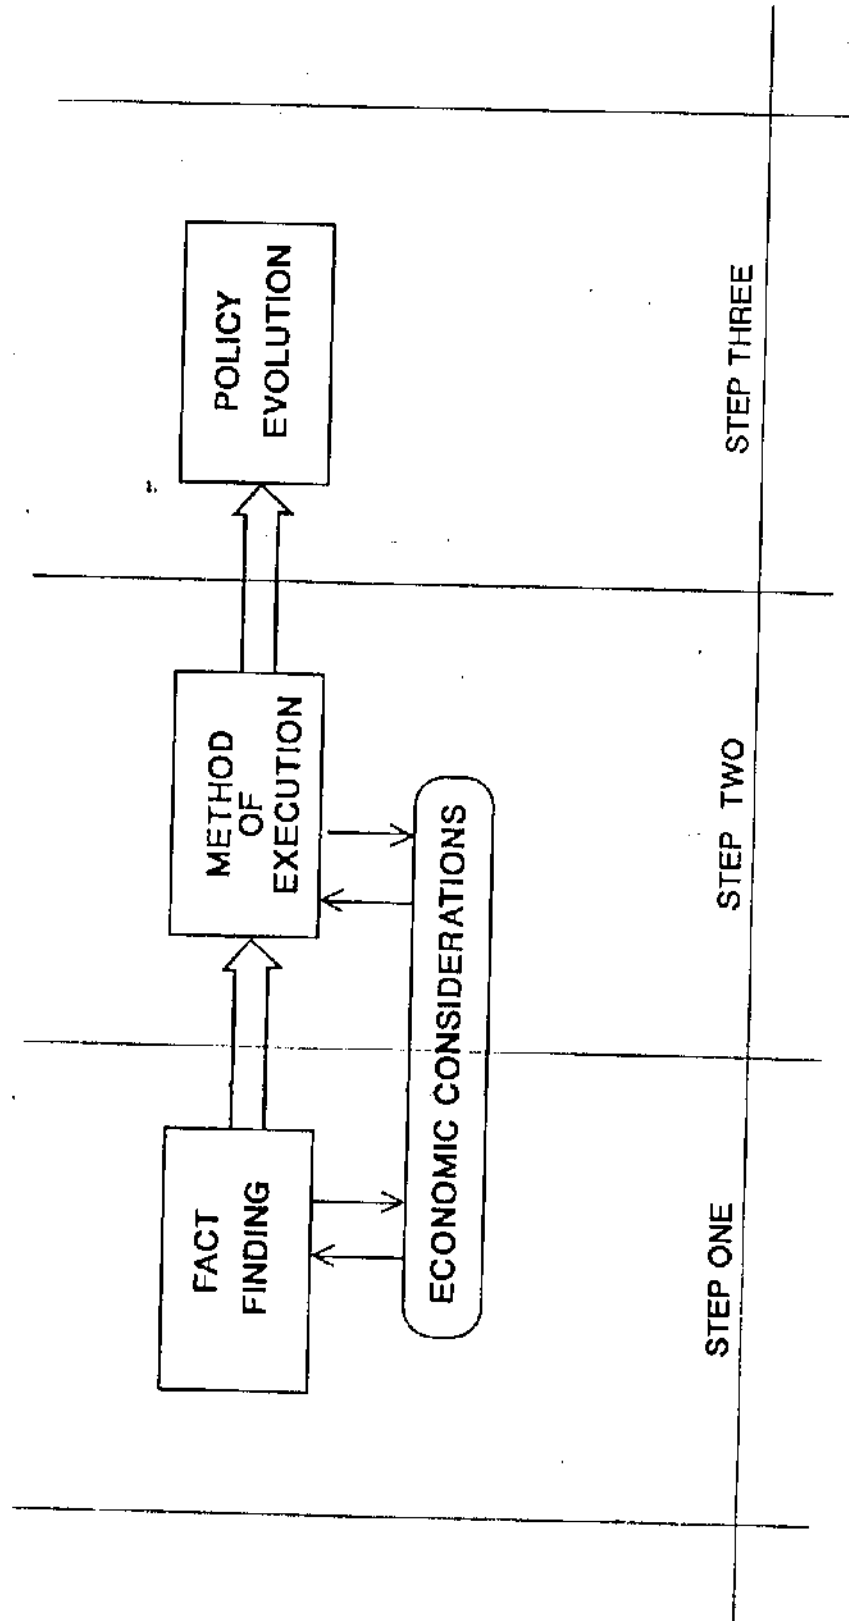 FACT
FINDING
METHOD
OF
EXECUTION
POLICY
EVOLUTION
ECONOMIC CONSIDERATIONS
STEP ONE
STEP TWO
STEP THREE